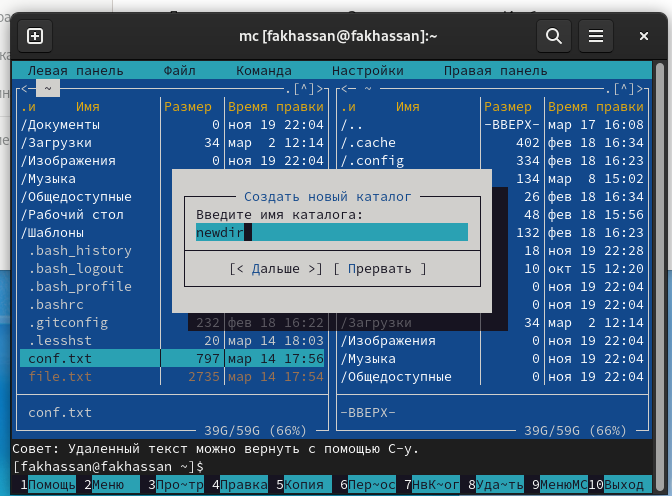 mc [fakhassan@fakhassan]:~
Левая панель Файл Команда Настройки Правая панель
<─ ~ .[^]> <─ ~ .[^]>
.и Имя Размер Время правки .и Имя Размер Время правки
/Документы 0 ноя 19 22:04 /.. -ВВЕРХ- мар 17 16:08
/Загрузки 34 мар 2 12:14 /.cache 402 фев 18 16:34
/Изображения 0 ноя 19 22:04 /.config 334 фев 18 16:23
/Музыка 134 мар 8 15:02
/Общедоступные 26 фев 18 16:34
/Рабочий стол 48 фев 18 15:56
/Шаблоны 132 фев 18 16:23
.bash_history 18 ноя 19 22:28
.bash_logout 10 окт 15 12:20
.bash_profile 0 ноя 19 22:04
.bashrc 0 ноя 19 22:04
.gitconfig 232 фев 18 16:22 /Загрузки 34 мар 2 12:14
.lesshst 20 мар 14 18:03 /Изображения 0 ноя 19 22:04
conf.txt 797 мар 14 17:56 /Музыка 0 ноя 19 22:04
file.txt 2735 мар 14 17:54 /Общедоступные 0 ноя 19 22:04
Создать новый каталог
Введите имя каталога:
newdir
[< Дальше >] [ Прервать ]
conf.txt -ВВЕРХ-
39G/59G (66%) 39G/59G (66%)
Совет: Удаленный текст можно вернуть с помощью C-y.
[fakhassan@fakhassan ~]$
1Помощь 2Меню 3Про~тр 4Правка 5Копия 6Пер~ос 7НвК~ог 8Уда~ть 9МенюMC 10Выход